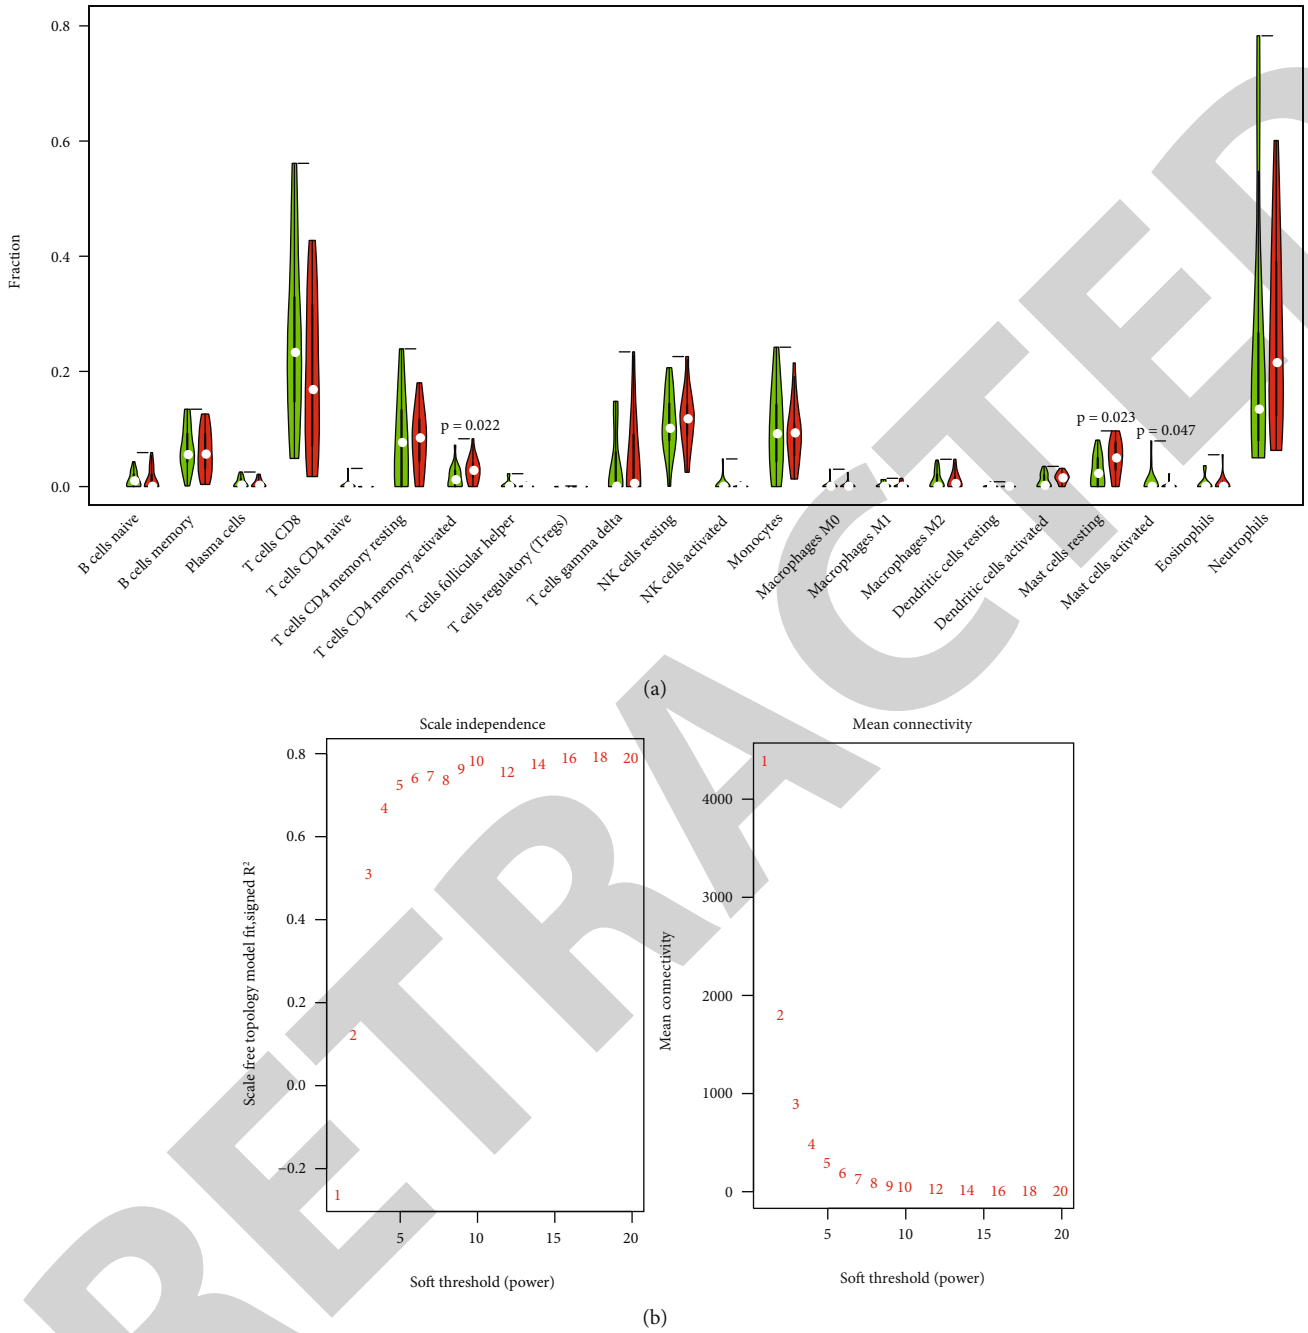 0.8
0.6
0.4
0.2
0.0
Fraction
p = 0.022
p = 0.023
p = 0.047
B cells naive
B cells memory
Plasma cells
T cells CD8
T cells CD4 naive
T cells CD4 memory resting
T cells CD4 memory activated
T cells follicular helper
T cells regulatory (Tregs)
T cells gamma delta
NK cells resting
NK cells activated
Monocytes
Macrophages M0
Macrophages M1
Macrophages M2
Dendritic cells resting
Dendritic cells activated
Mast cells resting
Mast cells activated
Eosinophils
Neutrophils
(a)
Scale independence
0.8
0.6
0.4
0.2
0.0
−0.2
Scale free topology model fit,signed R²
1
2
3
4
5
6
7
8
9
10
12
14
16
18
20
5 10 15 20
Soft threshold (power)
Mean connectivity
4000
3000
2000
1000
0
Mean connectivity
1
2
3
4
5
6
7
8
9
10
12
14
16
18
20
5 10 15 20
Soft threshold (power)
(b)
RETRACTED